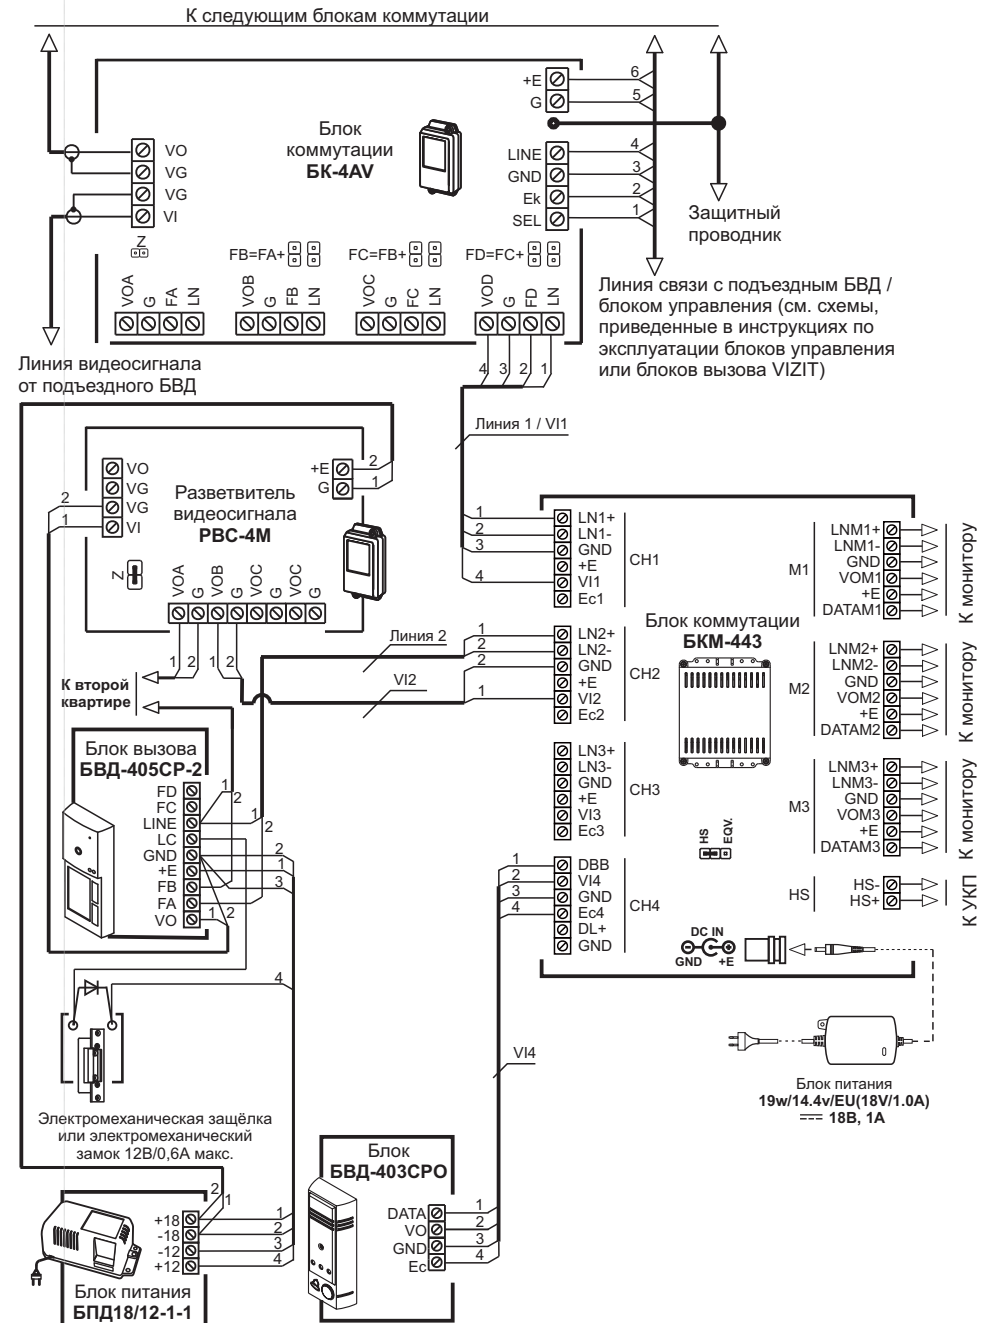 К следующим блокам коммутации
Блок
коммутации
БК-4AV
VO
VG
VG
VI
Z
+E
G
LINE
GND
Ek
SEL
6
5
4
3
2
1
Защитный
проводник
FB=FA+
FC=FB+
FD=FC+
VOA
G
FA
LN
VOB
G
FB
LN
VOC
G
FC
LN
VOD
G
FD
LN
4
3
2
1
Линия связи с подъездным БВД /
блоком управления (см. схемы,
приведенные в инструкциях по
эксплуатации блоков управления
или блоков вызова VIZIT)
Линия видеосигнала
от подъездного БВД
Линия 1 / VI1
VO
VG
VG
VI
2
1
Разветвитель
видеосигнала
РВС-4М
+E
G
2
1
Z
VOA
G
VOB
G
VOC
G
VOC
G
1
2
1
2
К второй
квартире
Линия 2
VI2
1
2
3
4
LN1+
LN1-
GND
+E
VI1
Ec1
CH1
1
2
2
1
LN2+
LN2-
GND
+E
VI2
Ec2
CH2
LN3+
LN3-
GND
+E
VI3
Ec3
CH3
1
2
3
4
DBB
VI4
GND
Ec4
DL+
GND
CH4
Блок коммутации
БКМ-443
M1
LNM1+
LNM1-
GND
VOM1
+E
DATAM1
К монитору
M2
LNM2+
LNM2-
GND
VOM2
+E
DATAM2
К монитору
M3
LNM3+
LNM3-
GND
VOM3
+E
DATAM3
К монитору
HS
EQV.
HS
HS-
HS+
К УКП
DC IN
GND
+E
Блок питания
19w/14.4v/EU(18V/1.0A)
18В, 1А
Блок вызова
БВД-405CP-2
FD
FC
LINE
LC
GND
+E
FB
FA
VO
1
2
1
2
2
1
3
1
2
4
Электромеханическая защёлка
или электромеханический
замок 12В/0,6А макс.
VI4
2
1
+18
-18
-12
+12
1
2
3
4
Блок питания
БПД18/12-1-1
Блок
БВД-403CPO
DATA
VO
GND
Ec
1
2
3
4